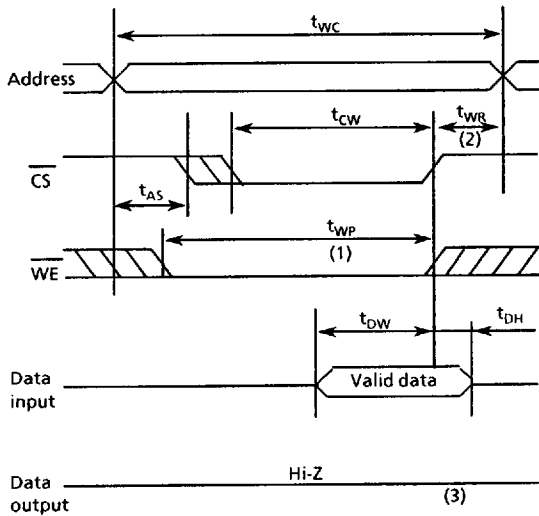 tWC
Address
tCW
tWR
(2)
CS
tAS
tWP
(1)
WE
tDW
tDH
Data
input
Valid data
Hi-Z
Data
output
(3)